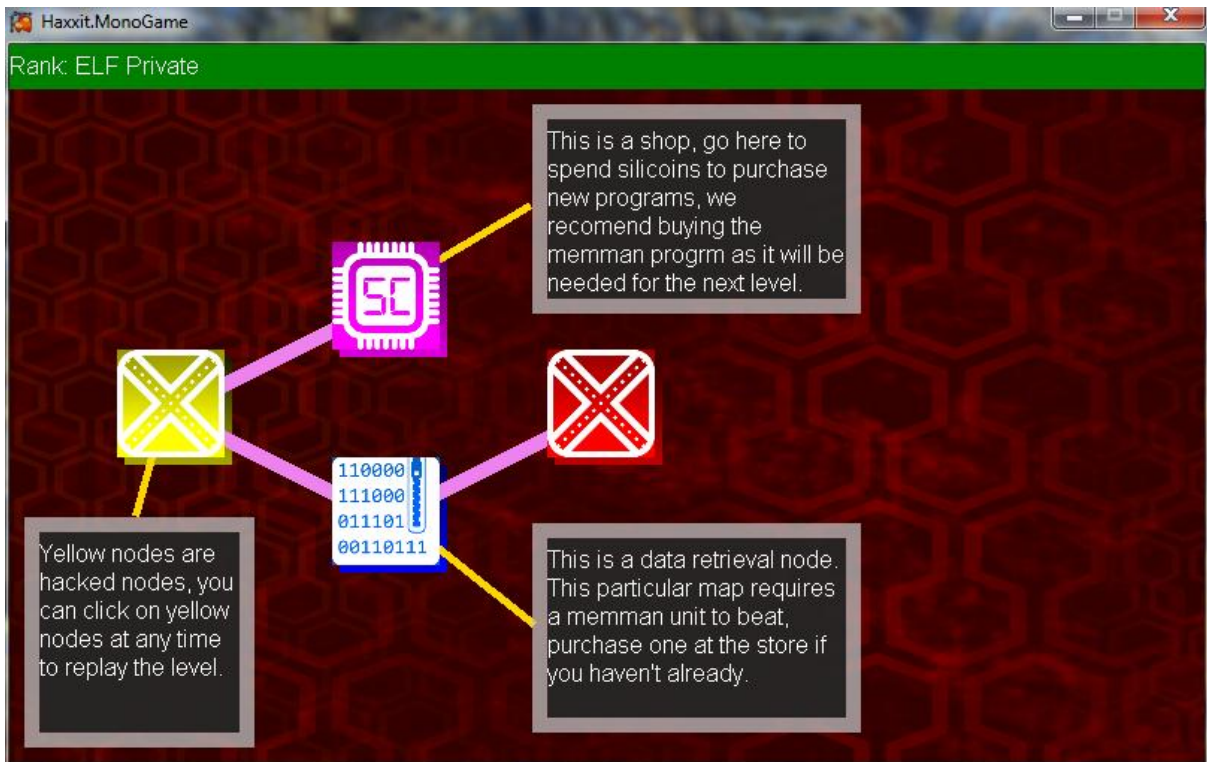 Haxxit.MonoGame
Rank: ELF Private
This is a shop, go here to
spend silicoins to purchase
new programs, we
recomend buying the
memman progrm as it will be
needed for the next level.
SC
110000
111000
011101
00110111
Yellow nodes are
hacked nodes, you
can click on yellow
nodes at any time
to replay the level.
This is a data retrieval node.
This particular map requires
a memman unit to beat,
purchase one at the store if
you haven't already.